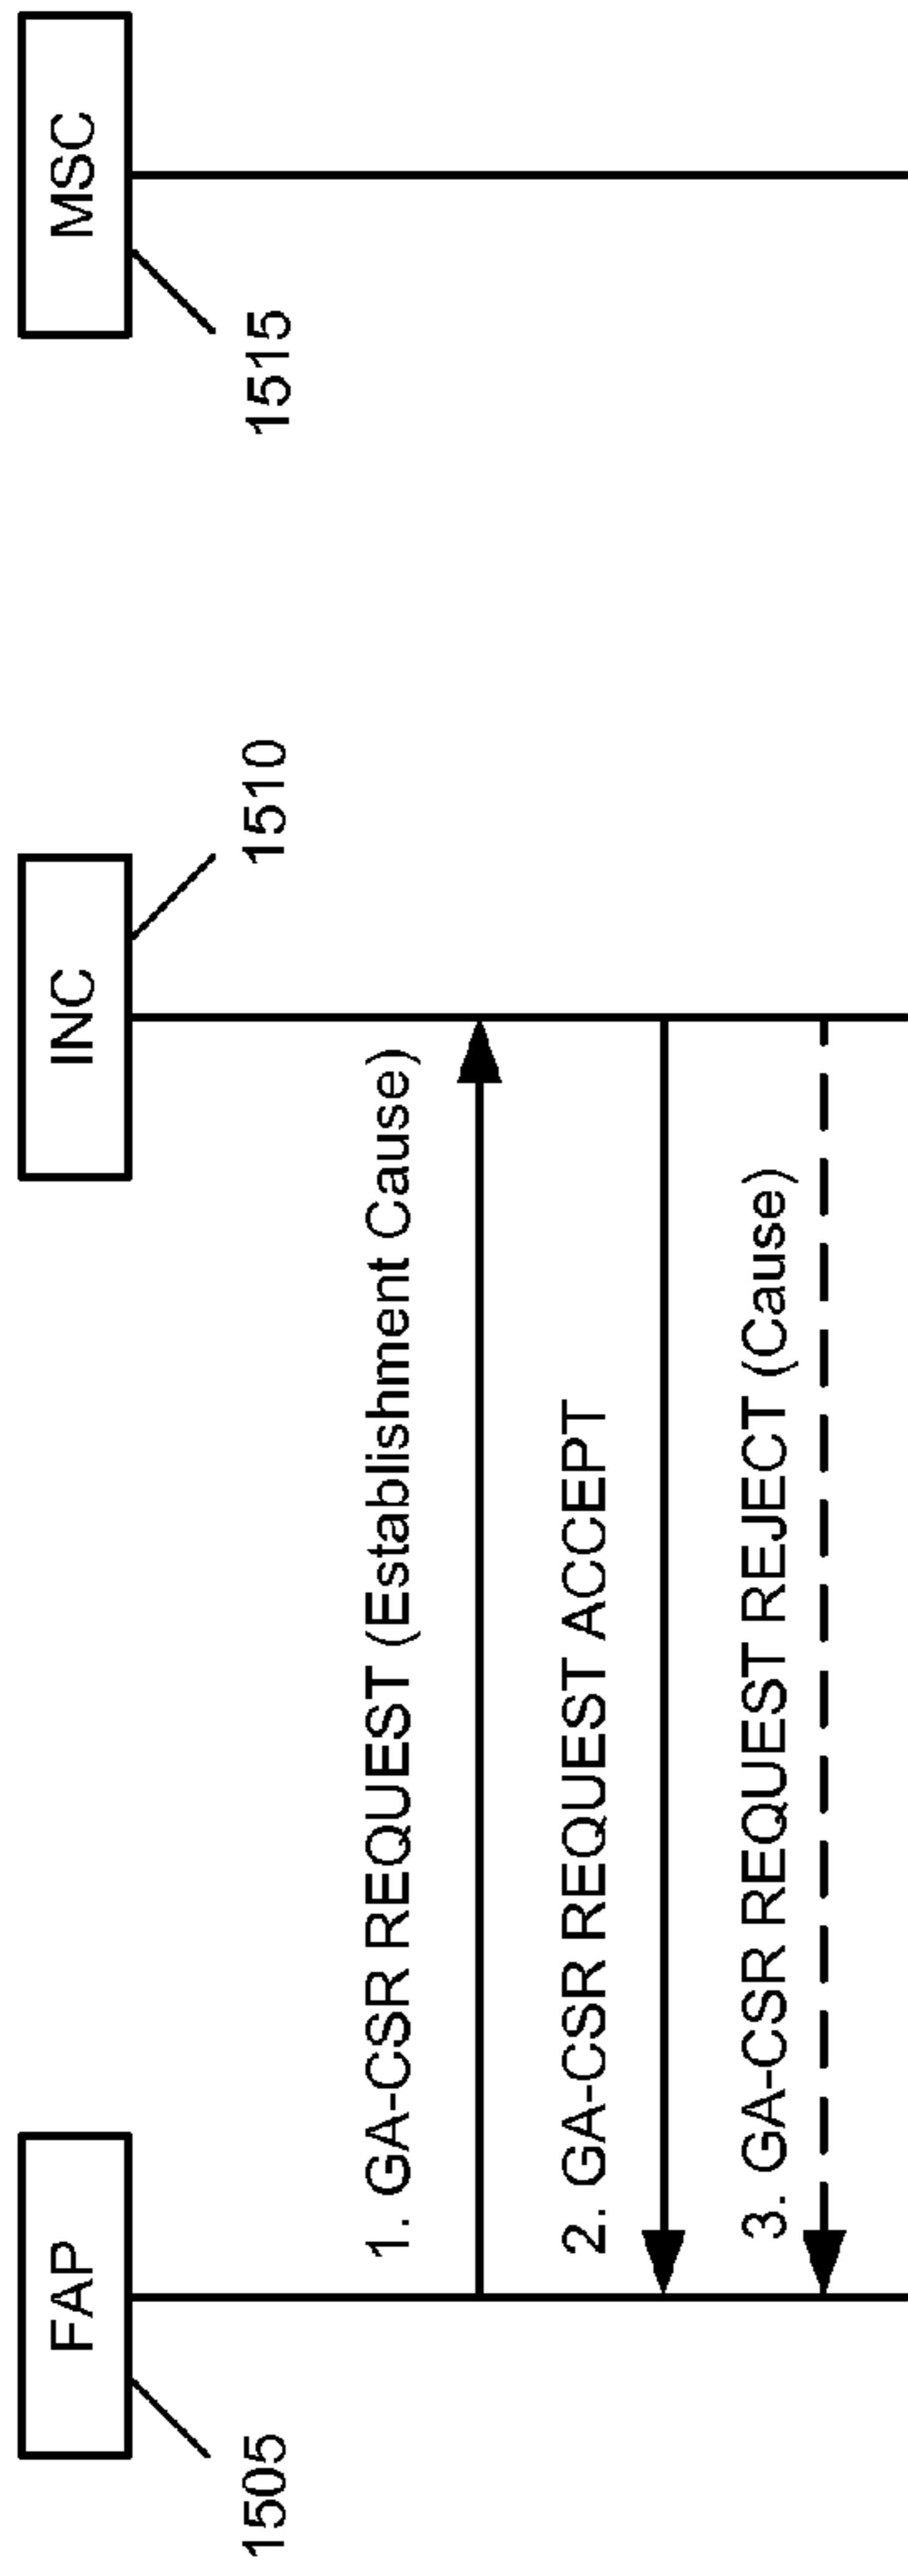 FAP
INC
MSC
1505
1510
1515
1. GA-CSR REQUEST (Establishment Cause)
2. GA-CSR REQUEST ACCEPT
3. GA-CSR REQUEST REJECT (Cause)